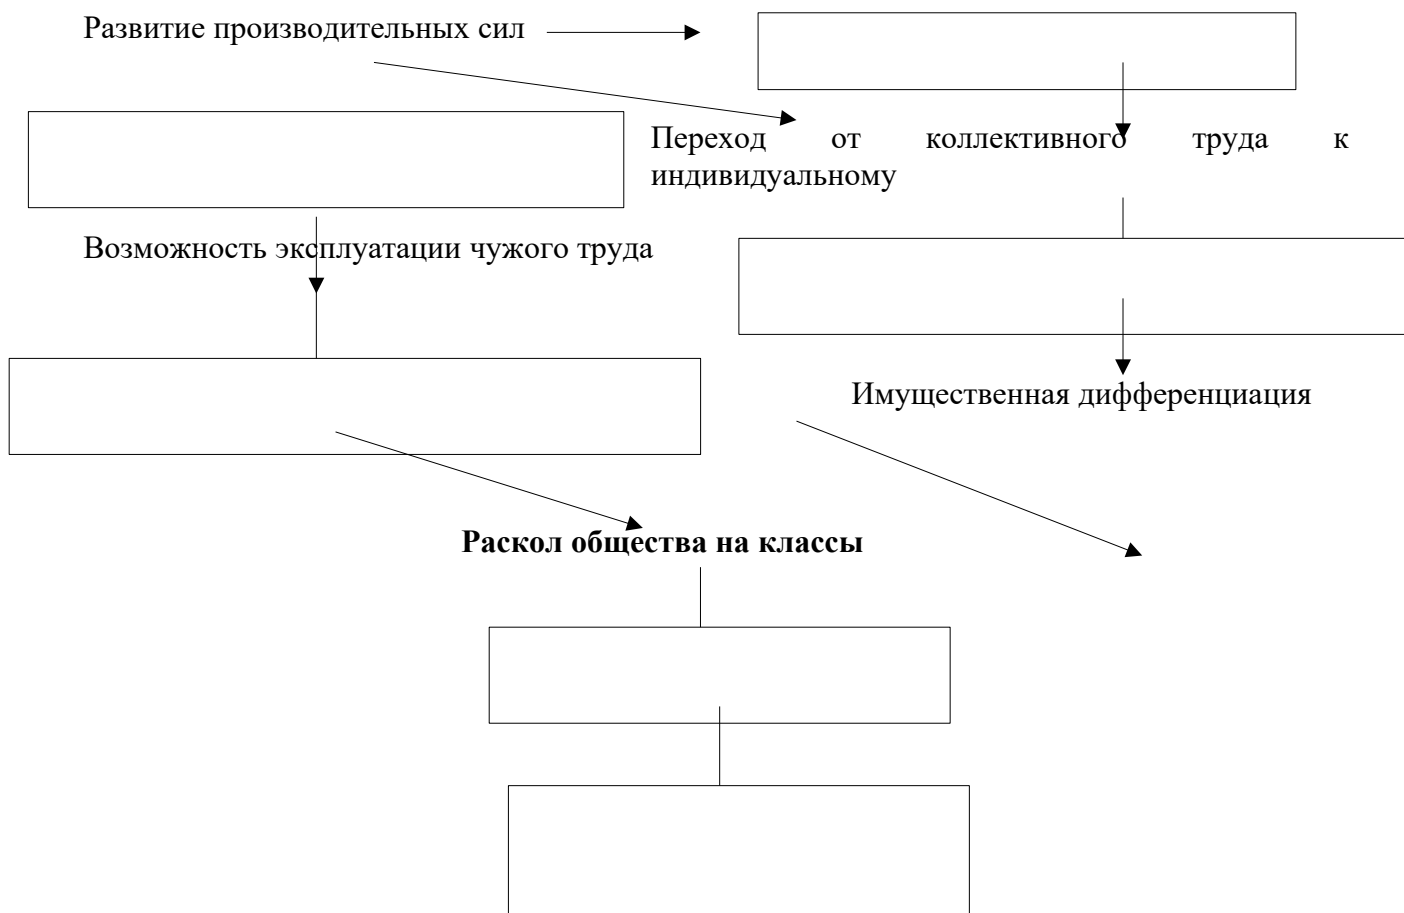 Развитие производительных сил
Переход от коллективного труда к
индивидуальному
Возможность эксплуатации чужого труда
Имущественная дифференциация
Раскол общества на классы